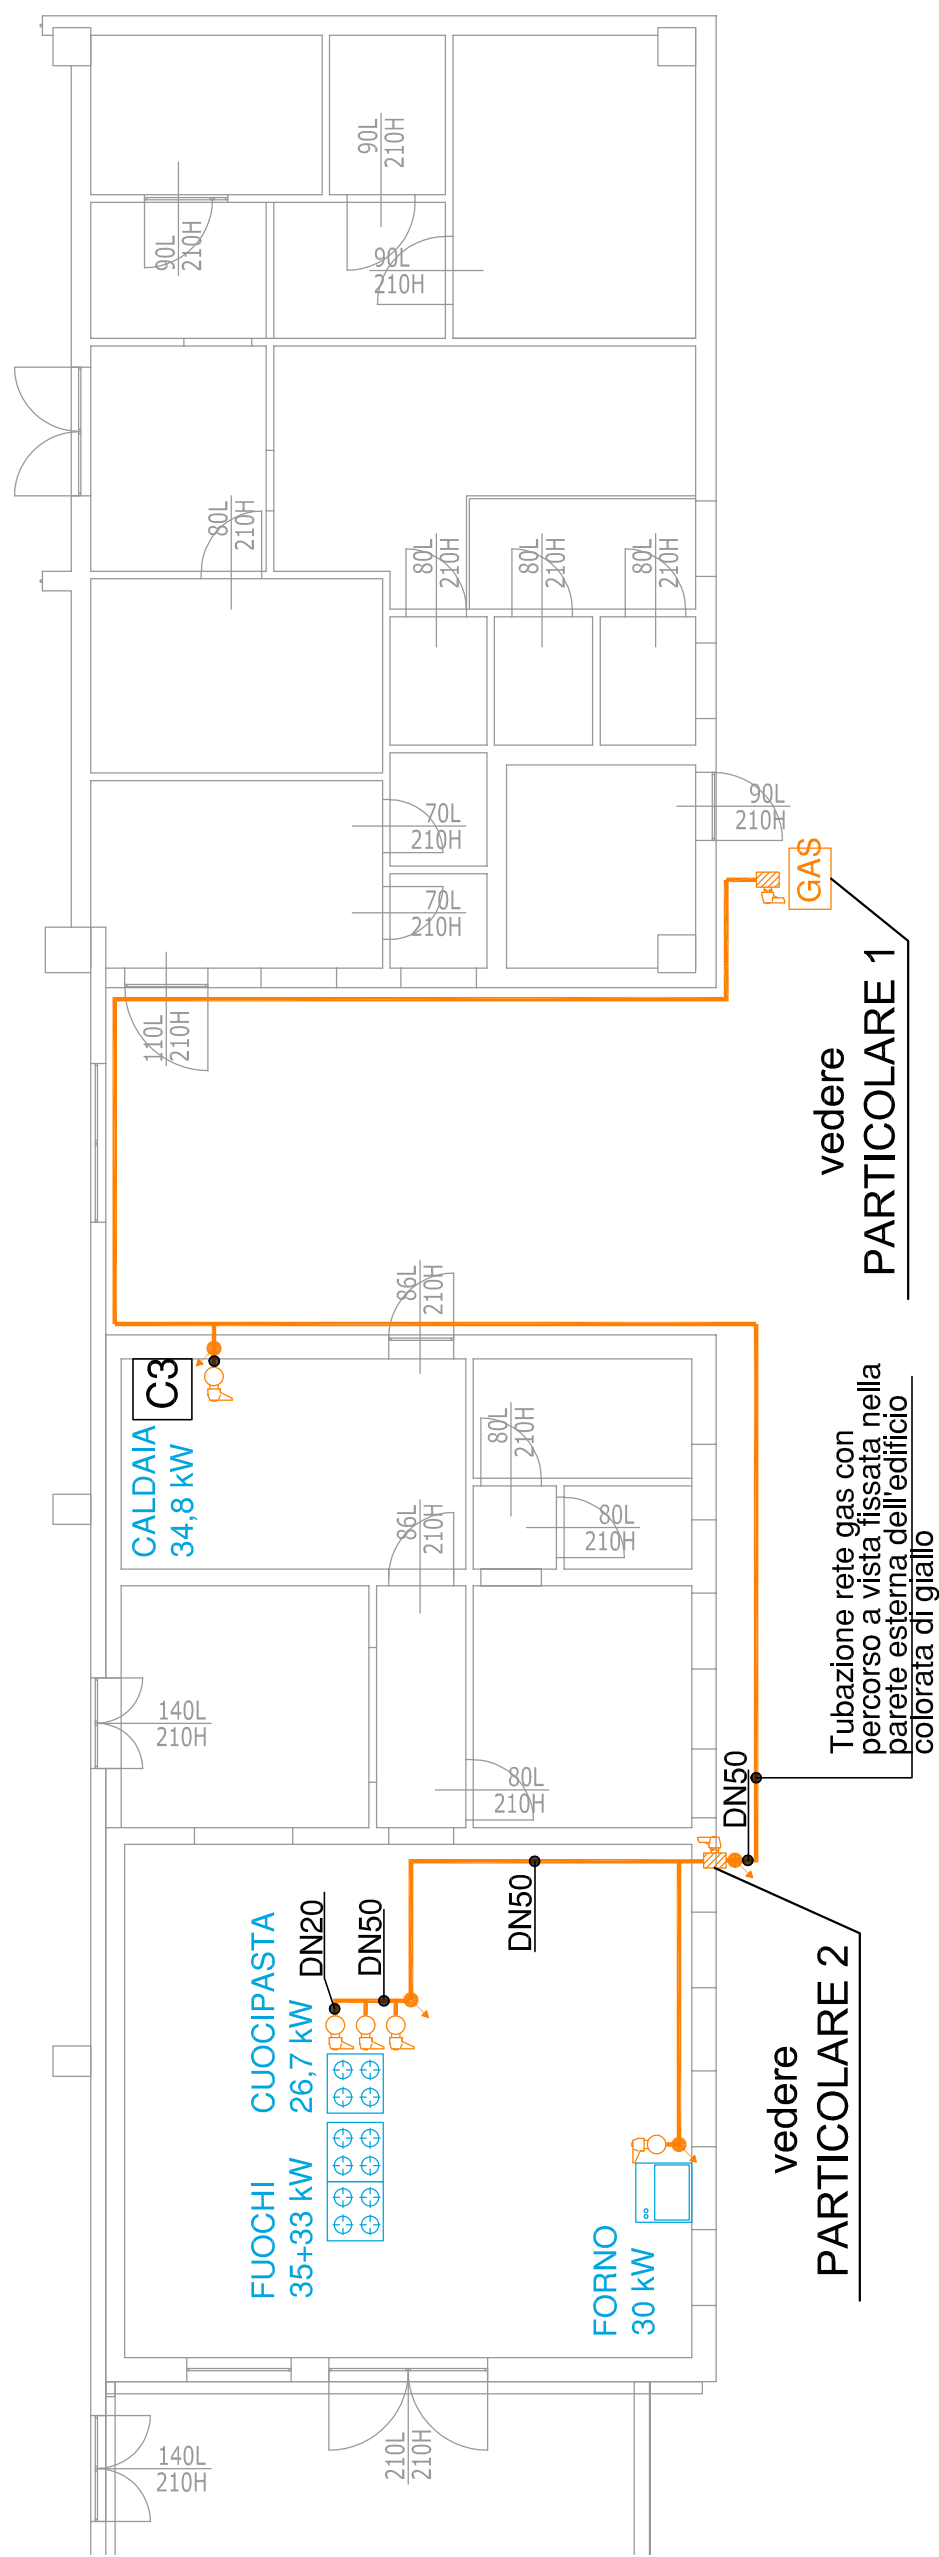 90L
210H
90L
210H
90L
210H
80L
210H
80L
210H
80L
210H
80L
210H
70L
210H
70L
210H
90L
210H
GAS
vedere
PARTICOLARE 1
110L
210H
86L
210H
C3
CALDAIA
34,8 kW
80L
210H
86L
210H
80L
210H
Tubazione rete gas con
percorso a vista fissata nella
parete esterna dell'edificio
colorata di giallo
140L
210H
80L
210H
DN50
DN50
DN20
DN50
CUOCIPASTA
26,7 kW
FUOCHI
35+33 kW
FORNO
30 kW
vedere
PARTICOLARE 2
210L
210H
140L
210H